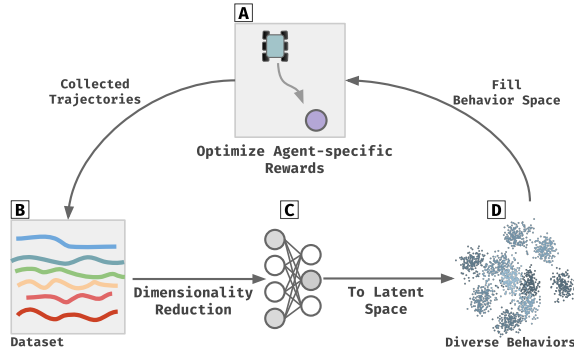 A
Collected
Trajectories
Fill
Behavior Space
Optimize Agent-specific
Rewards
B
C
D
Dimensionality
Reduction
To Latent
Space
Dataset
Diverse Behaviors